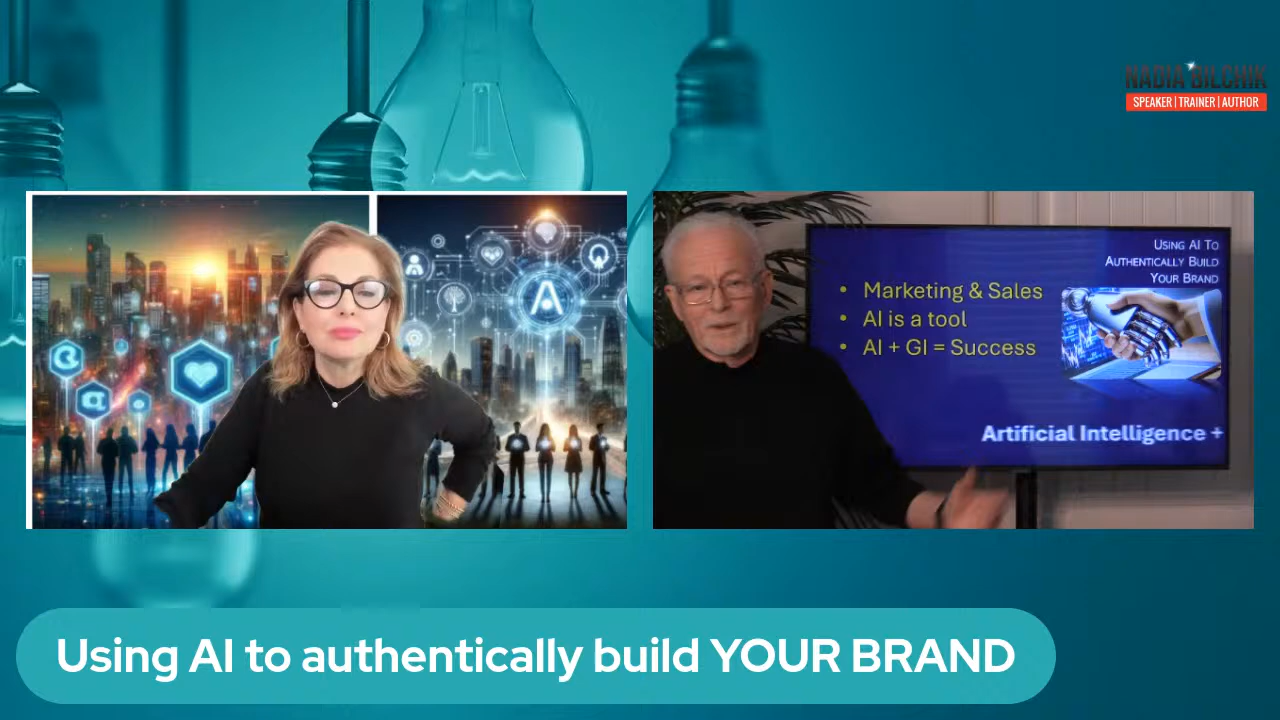 NADIA BILCHIK
SPEAKER | TRAINER | AUTHOR
A
USING AI TO
AUTHENTICALLY BUILD
YOUR BRAND
• Marketing & Sales
• AI is a tool
• AI + GI = Success
Artificial Intelligence +
Using AI to authentically build YOUR BRAND